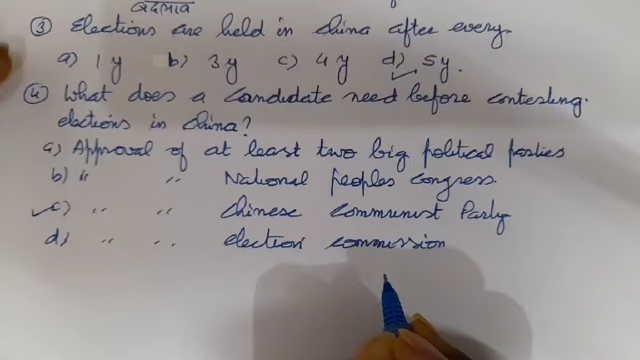 ③ Elections are held in China after every.
a) 1 y b) 3 y c) 4 y d) 5 y.
④ What does a Candidate need before contesting.
elections in China?
a) Approval of at least two big political parties
b) " " National Peoples Congress.
c) " " Chinese Communist Party
d) " " election commission